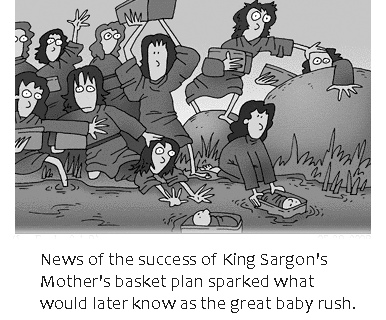 News of the success of King Sargon's
Mother's basket plan sparked what
would later know as the great baby rush.